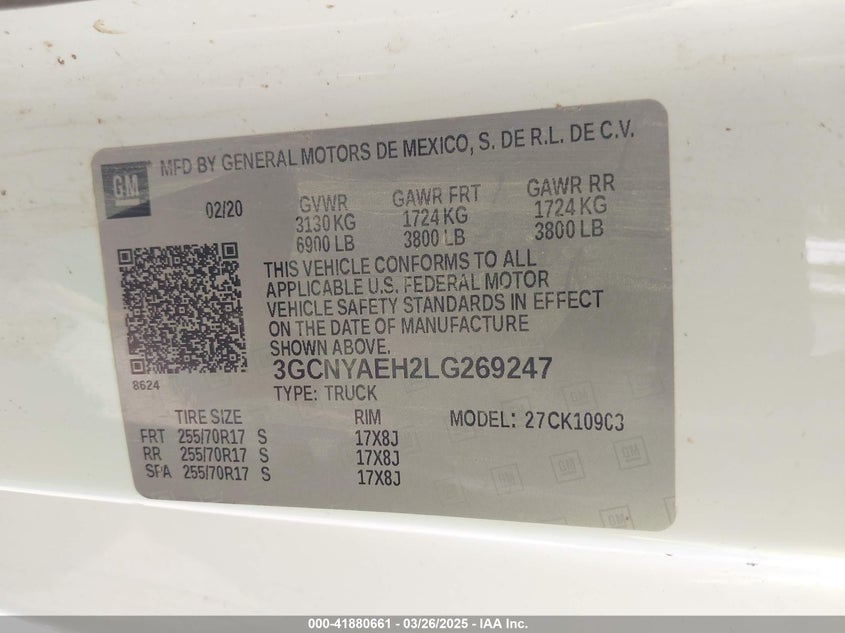 GM
MFD BY GENERAL MOTORS DE MEXICO, S. DE R.L. DE C.V.
02/20
GVWR GAWR FRT GAWR RR
3130 KG 1724 KG 1724 KG
6900 LB 3800 LB 3800 LB
THIS VEHICLE CONFORMS TO ALL
APPLICABLE U.S. FEDERAL MOTOR
VEHICLE SAFETY STANDARDS IN EFFECT
ON THE DATE OF MANUFACTURE
SHOWN ABOVE.
3GCNYAEH2LG269247
8624
TYPE: TRUCK
TIRE SIZE RIM MODEL: 27CK10903
FRT 255/70R17 S 17X8J
RR 255/70R17 S 17X8J
SPA 255/70R17 S 17X8J
000-41880661 - 03/26/2025 - IAA Inc.